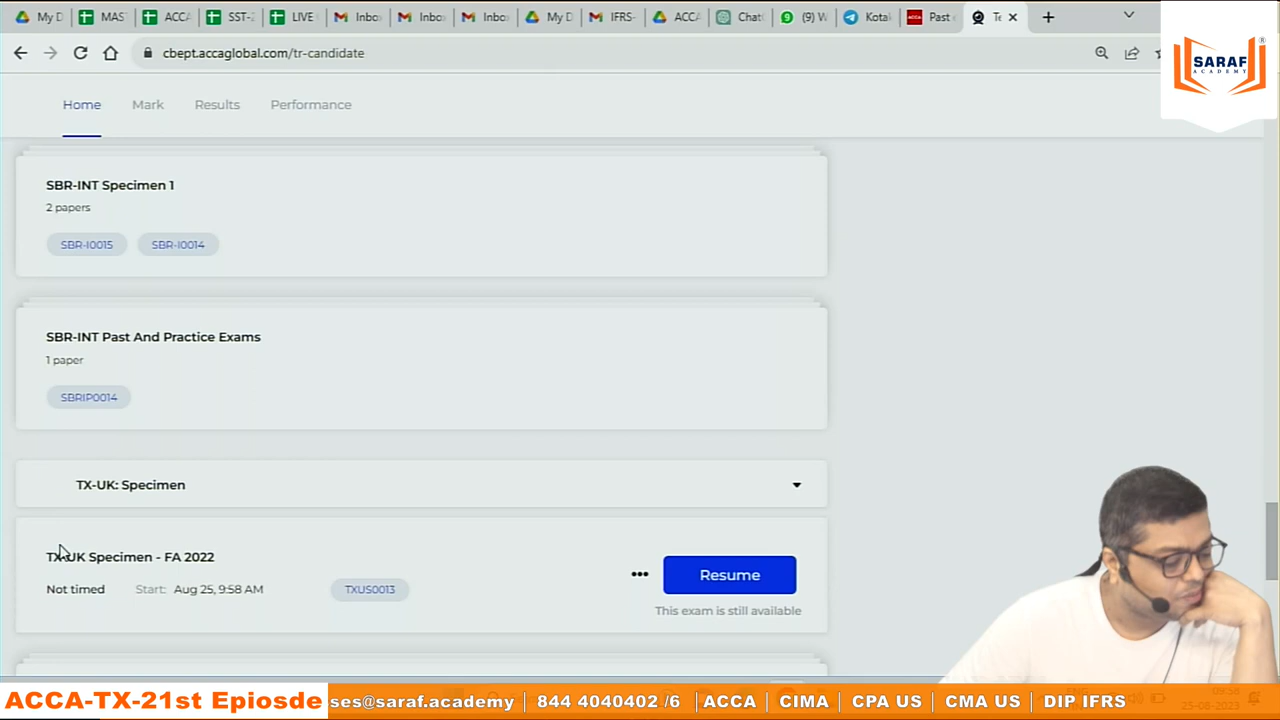 My D
MAS
ACCA
SST-2
LIVE
Inbo
Inbo
Inbo
My D
IFRS-
ACCA
Chat
(9) W
Kotak
Past
Te
cbept.accaglobal.com/tr-candidate
SARAF
ACADEMY
Home Mark Results Performance
SBR-INT Specimen 1
2 papers
SBR-I0015 SBR-I0014
SBR-INT Past And Practice Exams
1 paper
SBRIP0014
TX-UK: Specimen
TX-UK Specimen - FA 2022
Not timed Start: Aug 25, 9:58 AM TXUS0013
Resume
This exam is still available
ACCA-TX-21st Epiosde
ses@saraf.academy 844 4040402 /6 ACCA CIMA CPA US CMA US DIP IFRS